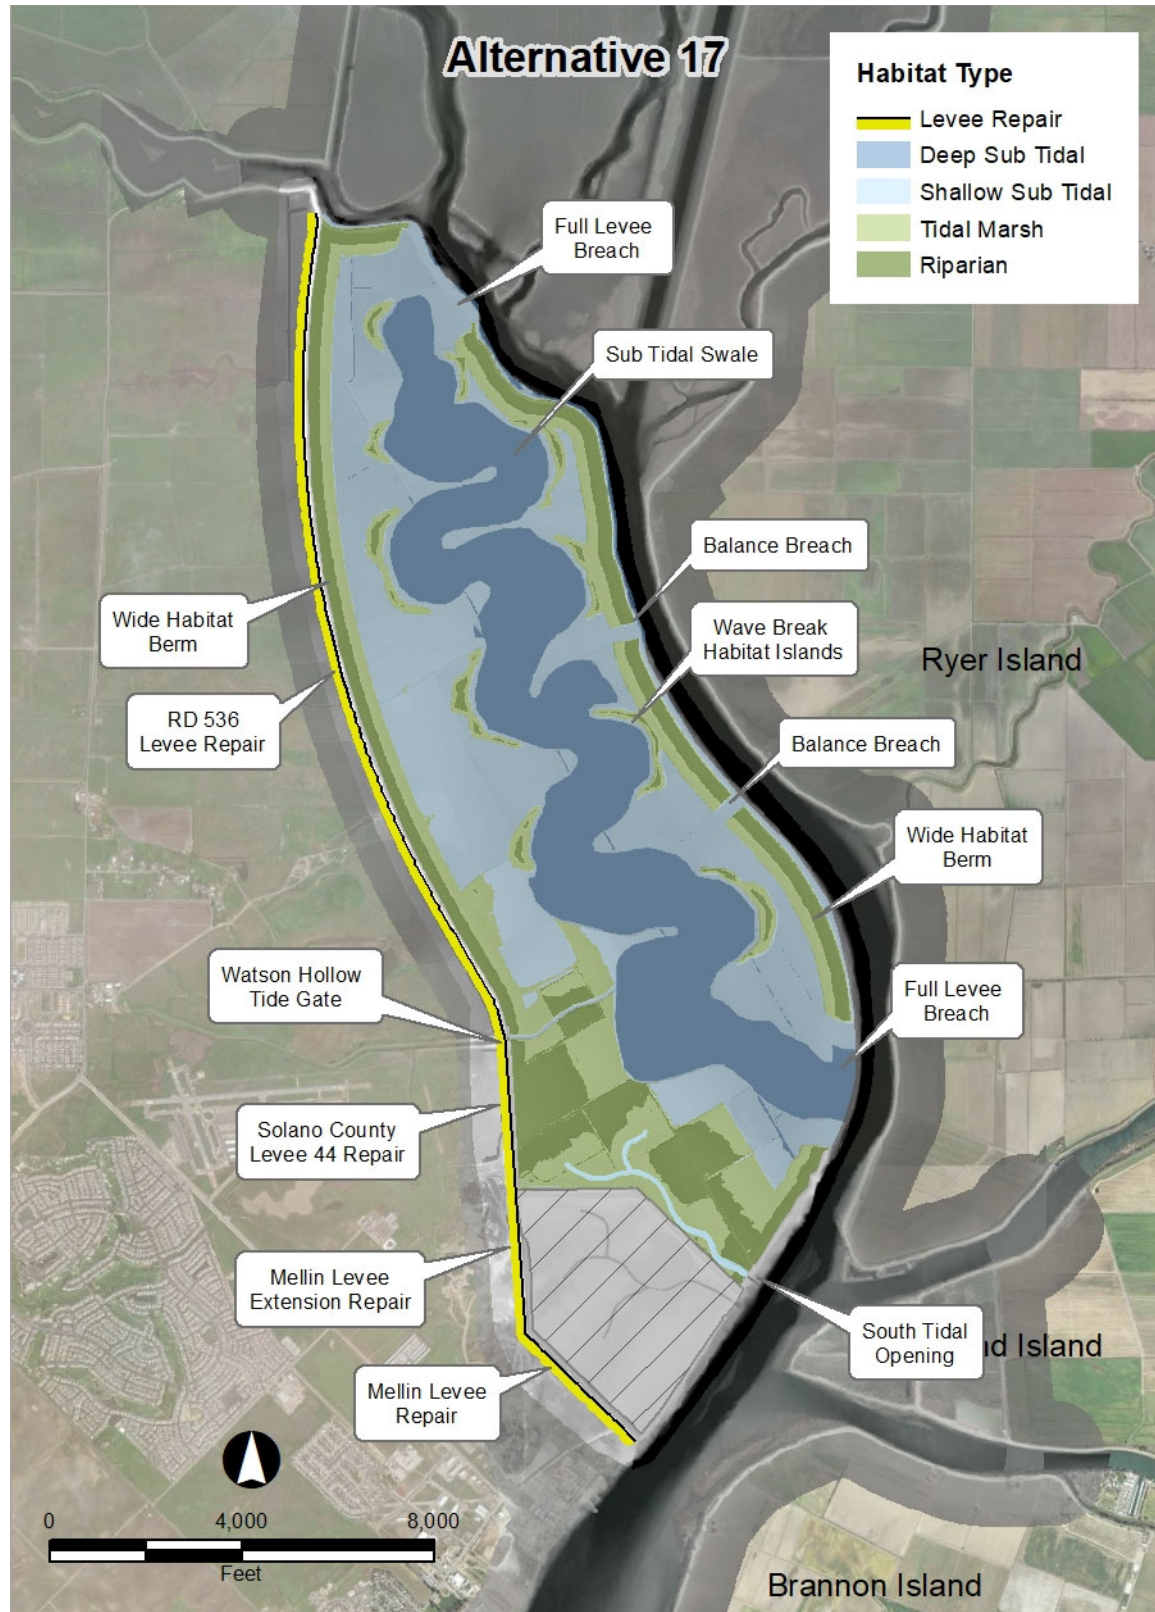 Alternative 17
Habitat Type
Levee Repair
Deep Sub Tidal
Shallow Sub Tidal
Tidal Marsh
Riparian
Full Levee
Breach
Sub Tidal Swale
Balance Breach
Wide Habitat
Berm
Wave Break
Habitat Islands
Ryer Island
RD 536
Levee Repair
Balance Breach
Wide Habitat
Berm
Watson Hollow
Tide Gate
Full Levee
Breach
Solano County
Levee 44 Repair
Mellin Levee
Extension Repair
South Tidal
Opening
Island
Mellin Levee
Repair
0
4,000
8,000
Feet
Brannon Island